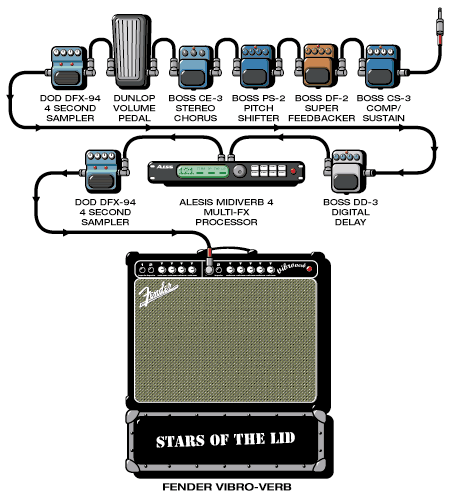 DOD DFX-94
4 SECOND
SAMPLER
DUNLOP
VOLUME
PEDAL
BOSS CE-3
STEREO
CHORUS
BOSS PS-2
PITCH
SHIFTER
BOSS DF-2
SUPER
FEEDBACKER
BOSS CS-3
COMP/
SUSTAIN
DOD DFX-94
4 SECOND
SAMPLER
ALESIS
ALESIS MIDIVERB 4
MULTI-FX
PROCESSOR
BOSS DD-3
DIGITAL
DELAY
Fender
STARS OF THE LID
FENDER VIBRO-VERB